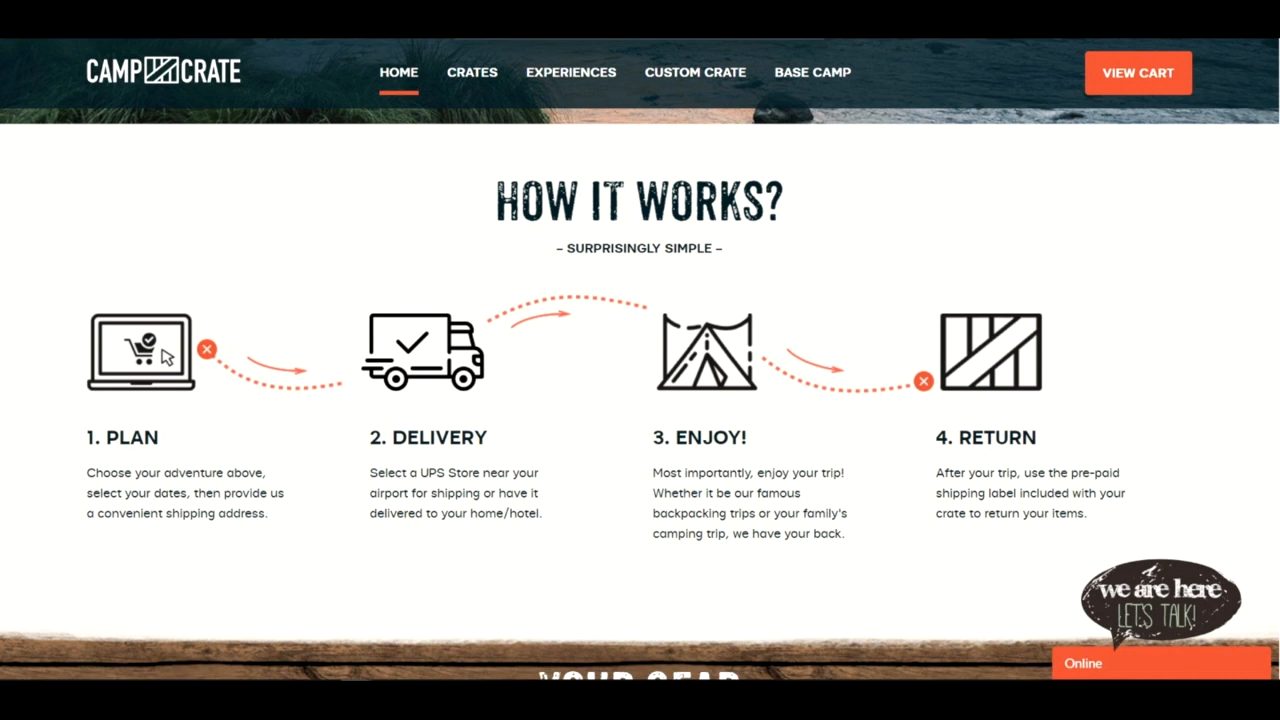 CAMP CRATE
HOME CRATES EXPERIENCES CUSTOM CRATE BASE CAMP
VIEW CART
HOW IT WORKS?
– SURPRISINGLY SIMPLE –
1. PLAN
Choose your adventure above,
select your dates, then provide us
a convenient shipping address.
2. DELIVERY
Select a UPS Store near your
airport for shipping or have it
delivered to your home/hotel.
3. ENJOY!
Most importantly, enjoy your trip!
Whether it be our famous
backpacking trips or your family's
camping trip, we have your back.
4. RETURN
After your trip, use the pre-paid
shipping label included with your
crate to return your items.
we are here
LET'S TALK!
Online
YOUR GEAR